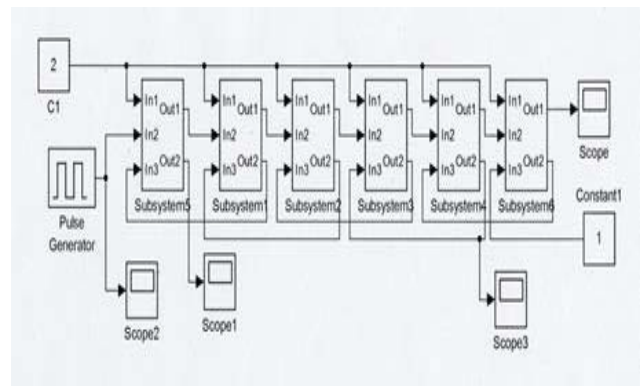 2
C1
In1
In2
In3
Out1
Out2
Subsystem5
In1
In2
In3
Out1
Out2
Subsystem1
In1
In2
In3
Out1
Out2
Subsystem2
In1
In2
In3
Out1
Out2
Subsystem3
In1
In2
In3
Out1
Out2
Subsystem4
In1
In2
In3
Out1
Out2
Subsystem6
Scope
Constant1
1
Pulse
Generator
Scope2
Scope1
Scope3